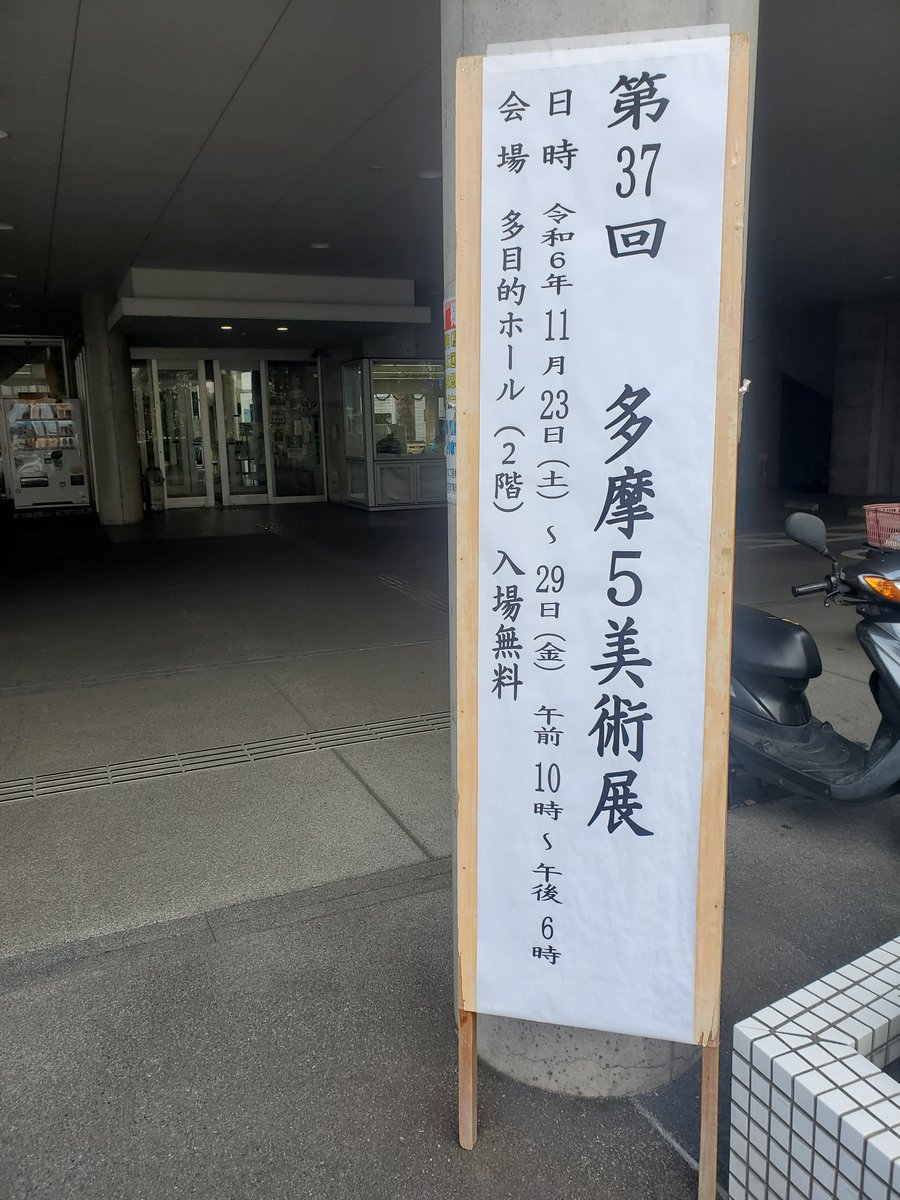 第37回 多摩5美術展
日時 令和6年11月23日(土)~29日(金) 午前10時~午後6時
会場 多目的ホール(2階) 入場無料